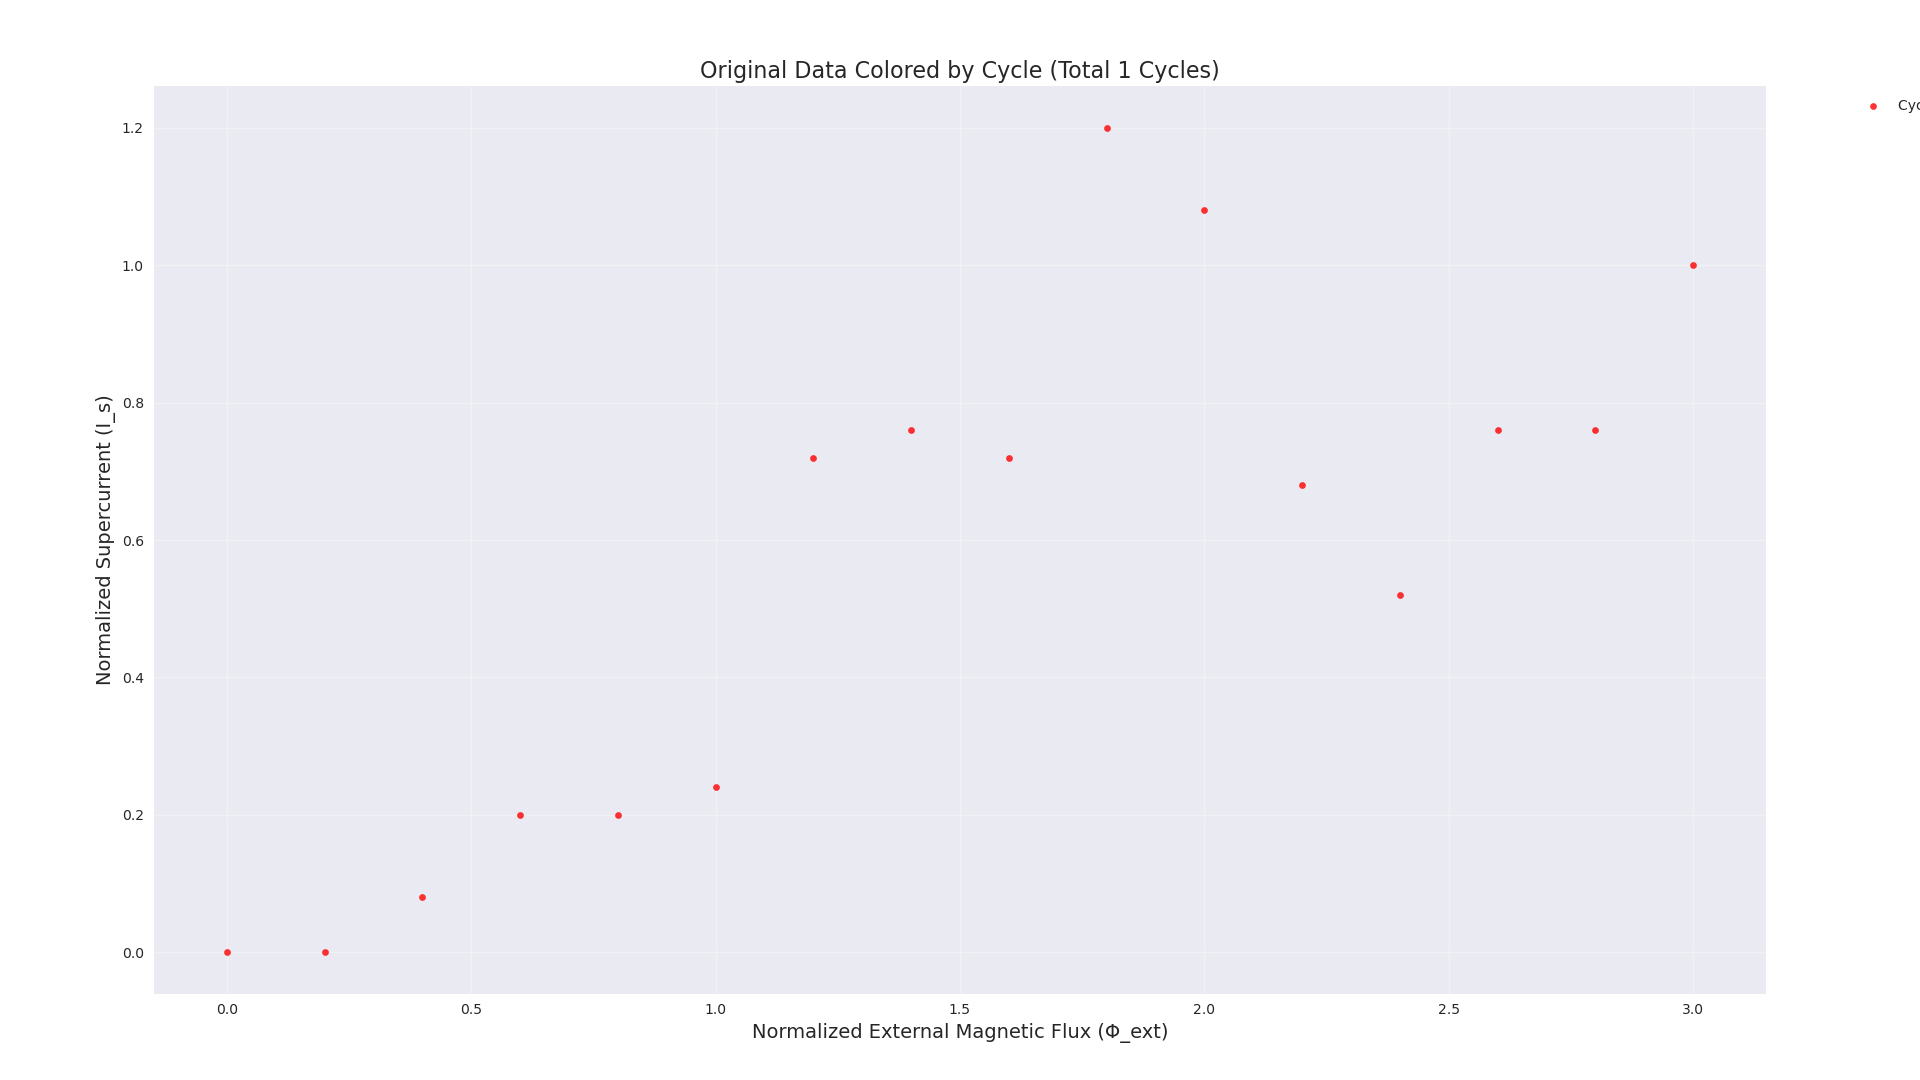 Original Data Colored by Cycle (Total 1 Cycles)
Cyc
1.2
1.0
0.8
0.6
0.4
0.2
0.0
Normalized Supercurrent (I_s)
0.0 0.5 1.0 1.5 2.0 2.5 3.0
Normalized External Magnetic Flux (Φ_ext)